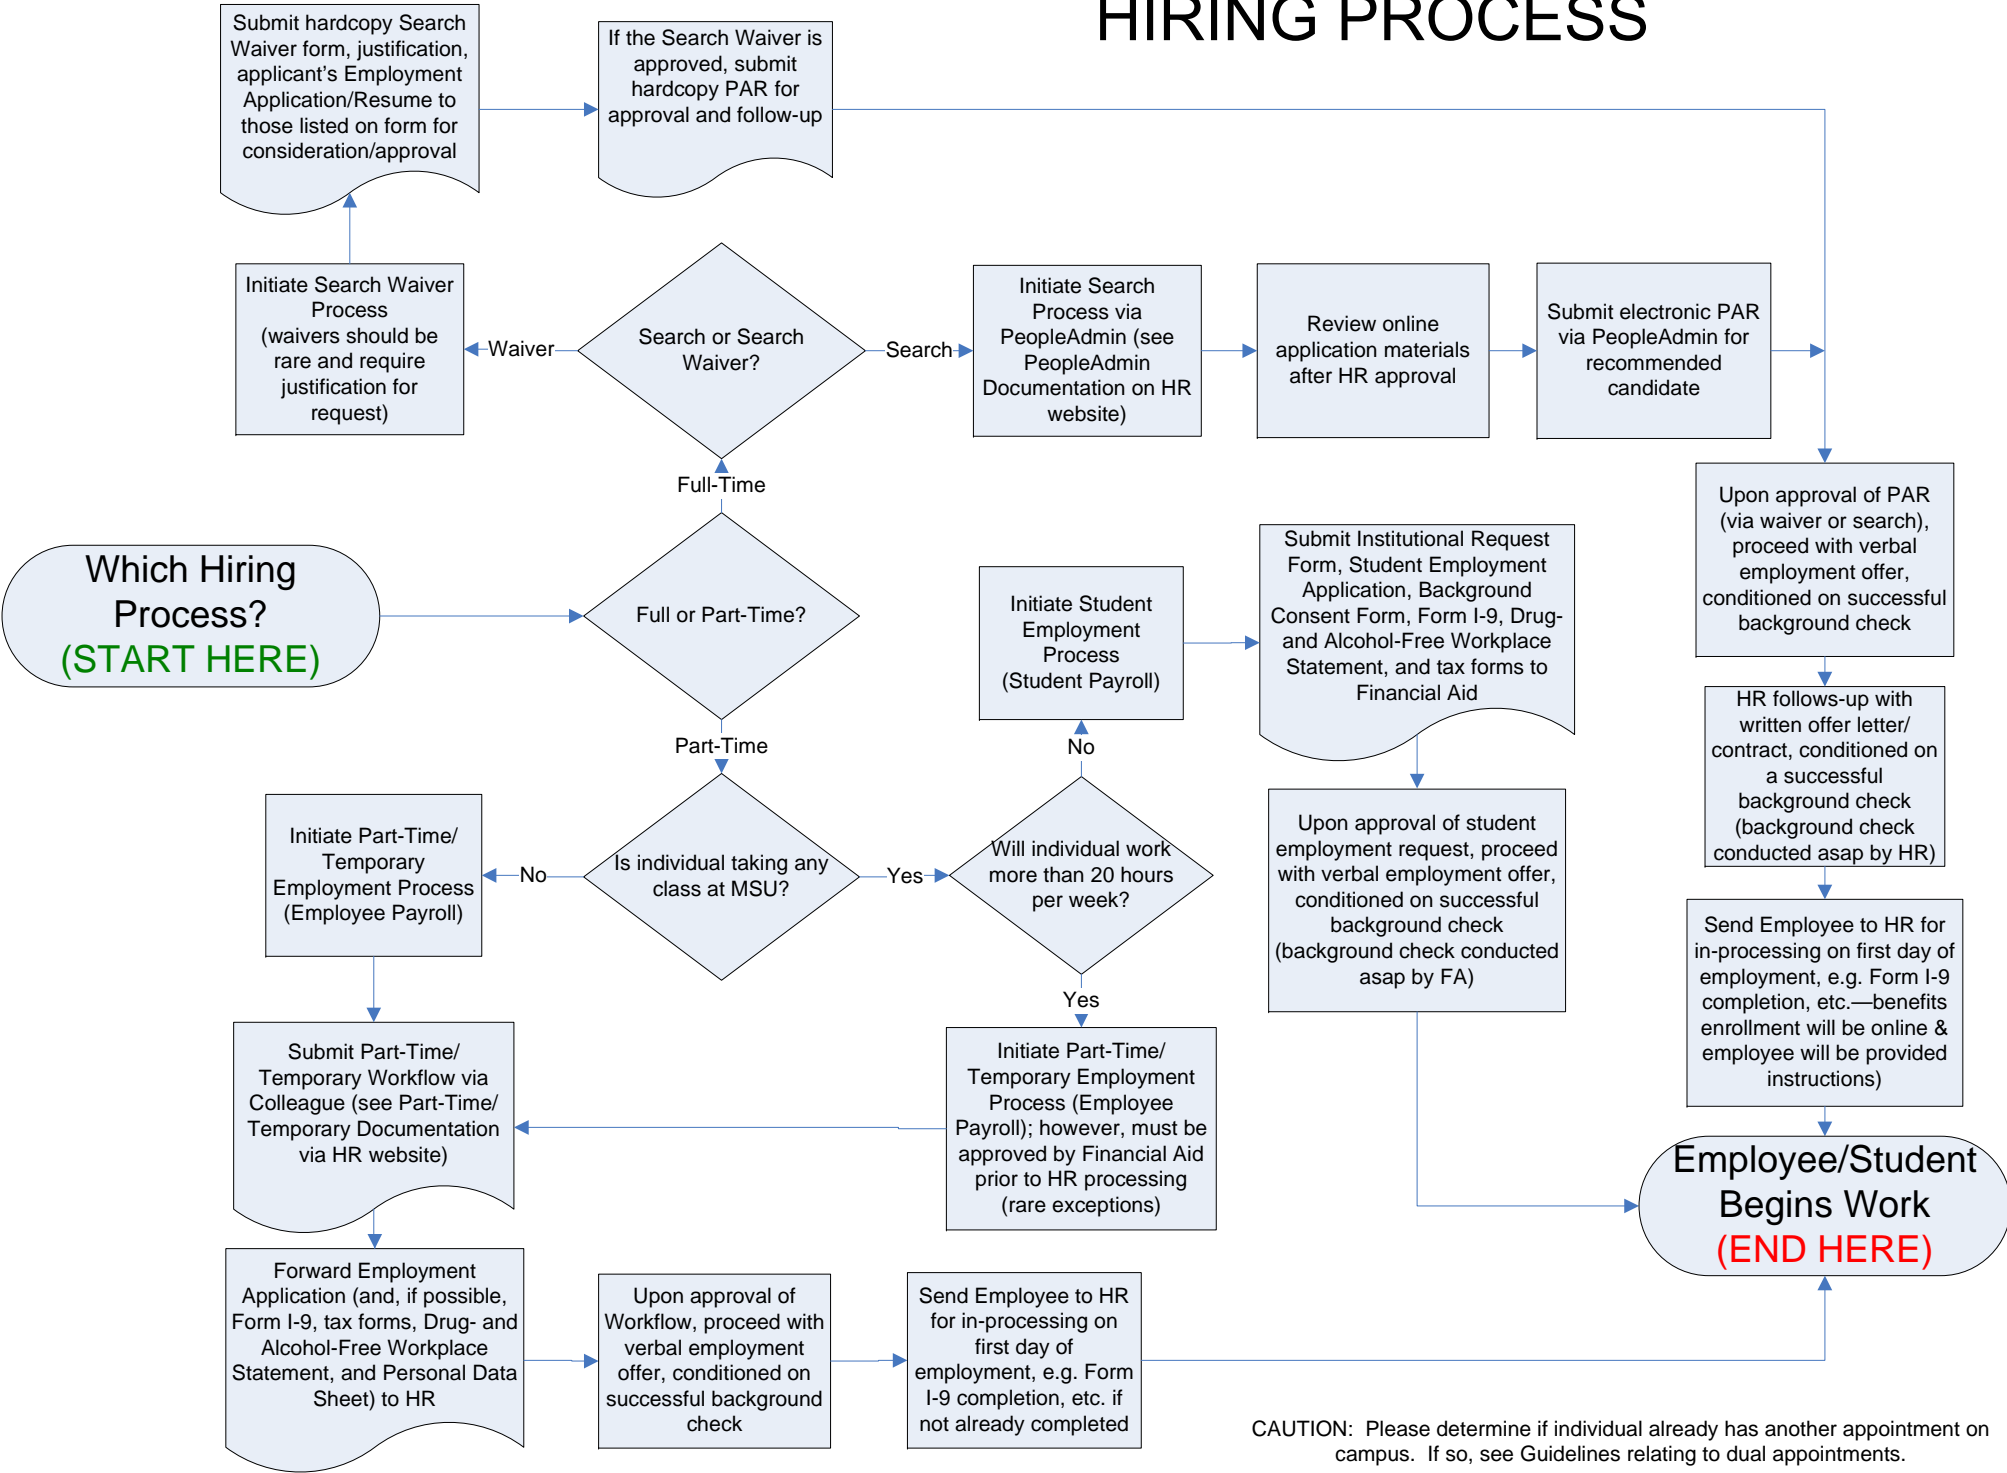 HIRING PROCESS
Submit hardcopy Search
Waiver form, justification,
applicant's Employment
Application/Resume to
those listed on form for
consideration/approval
If the Search Waiver is
approved, submit
hardcopy PAR for
approval and follow-up
Initiate Search Waiver
Process
(waivers should be
rare and require
justification for
request)
Waiver
Search or Search
Waiver?
Search
Initiate Search
Process via
PeopleAdmin (see
PeopleAdmin
Documentation on HR
website)
Review online
application materials
after HR approval
Submit electronic PAR
via PeopleAdmin for
recommended
candidate
Full-Time
Which Hiring
Process?
(START HERE)
Full or Part-Time?
Initiate Student
Employment
Process
(Student Payroll)
Submit Institutional Request
Form, Student Employment
Application, Background
Consent Form, Form I-9, Drug-
and Alcohol-Free Workplace
Statement, and tax forms to
Financial Aid
Upon approval of PAR
(via waiver or search),
proceed with verbal
employment offer,
conditioned on successful
background check
Part-Time
No
HR follows-up with
written offer letter/
contract, conditioned on
a successful
background check
(background check
conducted asap by HR)
Initiate Part-Time/
Temporary
Employment Process
(Employee Payroll)
No
Is individual taking any
class at MSU?
Yes
Will individual work
more than 20 hours
per week?
Upon approval of student
employment request, proceed
with verbal employment offer,
conditioned on successful
background check
(background check conducted
asap by FA)
Send Employee to HR for
in-processing on first day of
employment, e.g. Form I-9
completion, etc.—benefits
enrollment will be online &
employee will be provided
instructions)
Yes
Submit Part-Time/
Temporary Workflow via
Colleague (see Part-Time/
Temporary Documentation
via HR website)
Initiate Part-Time/
Temporary Employment
Process (Employee
Payroll); however, must be
approved by Financial Aid
prior to HR processing
(rare exceptions)
Employee/Student
Begins Work
(END HERE)
Forward Employment
Application (and, if possible,
Form I-9, tax forms, Drug- and
Alcohol-Free Workplace
Statement, and Personal Data
Sheet) to HR
Upon approval of
Workflow, proceed with
verbal employment
offer, conditioned on
successful background
check
Send Employee to HR
for in-processing on
first day of
employment, e.g. Form
I-9 completion, etc. if
not already completed
CAUTION:  Please determine if individual already has another appointment on
campus.  If so, see Guidelines relating to dual appointments.